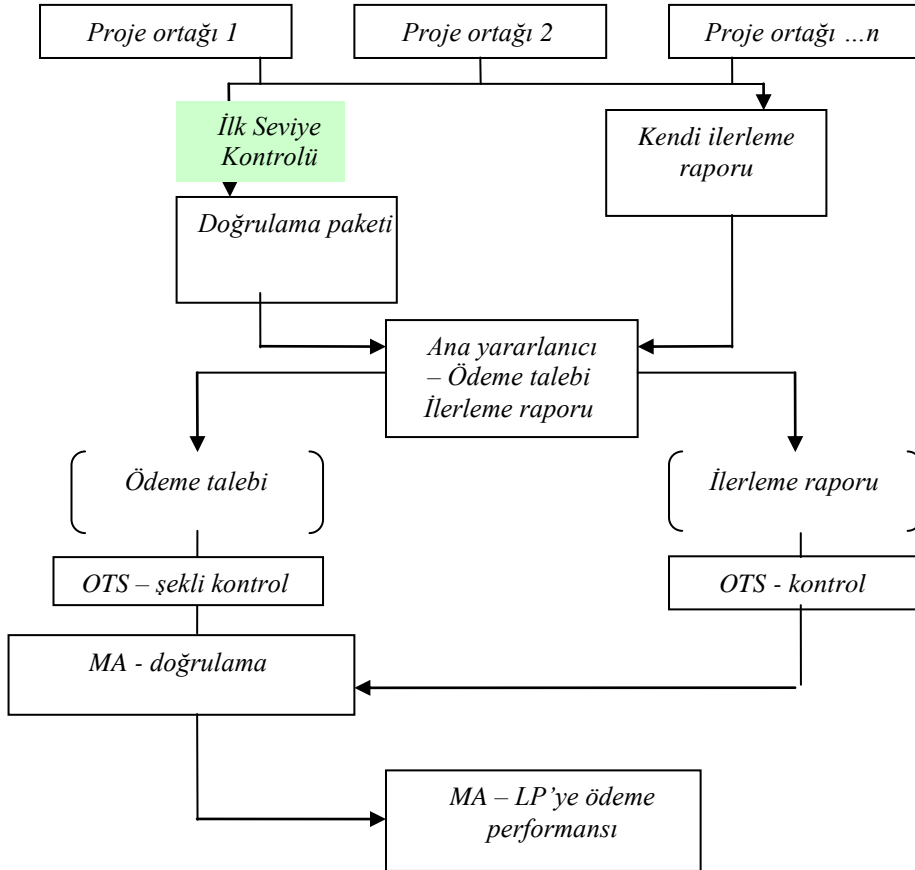 Proje ortağı 1
Proje ortağı 2
Proje ortağı ...n
İlk Seviye
Kontrolü
Kendi ilerleme
raporu
Doğrulama paketi
Ana yararlanıcı
– Ödeme talebi
İlerleme raporu
Ödeme talebi
İlerleme raporu
OTS – şekli kontrol
OTS - kontrol
MA - doğrulama
MA – LP’ye ödeme
performansı